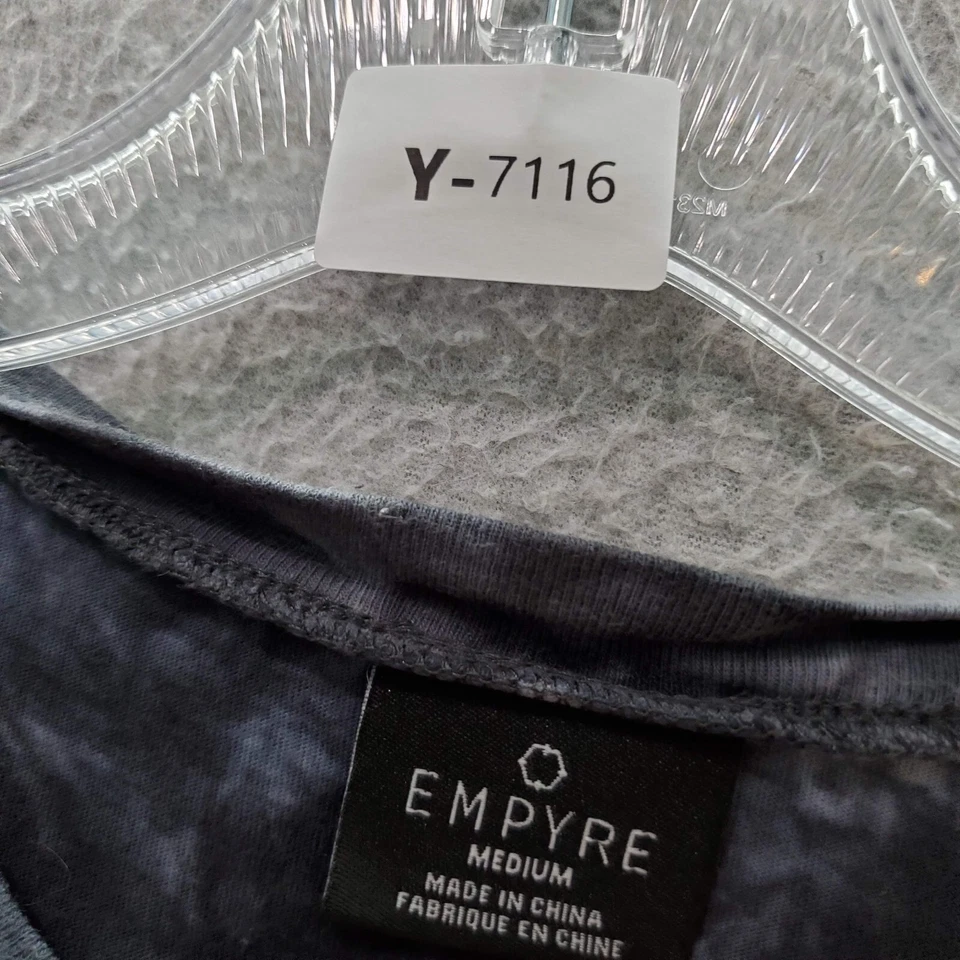 Y-7116
EMPYRE
MEDIUM
MADE IN CHINA
FABRIQUE EN CHINE